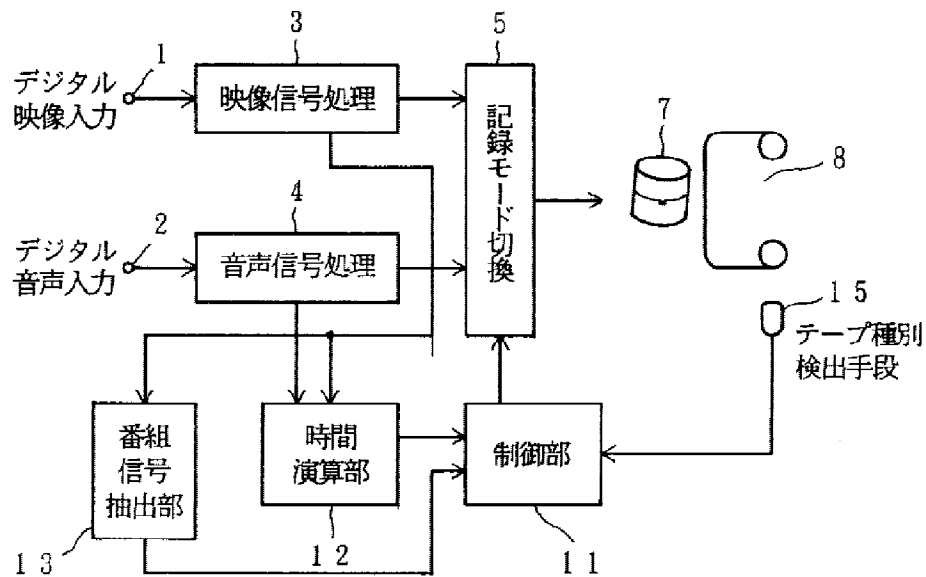 1
デジタル
映像入力
3
映像信号処理
5
記録モード切換
7
8
2
デジタル
音声入力
4
音声信号処理
15
テープ種別
検出手段
番組
信号
抽出部
13
時間
演算部
12
制御部
11